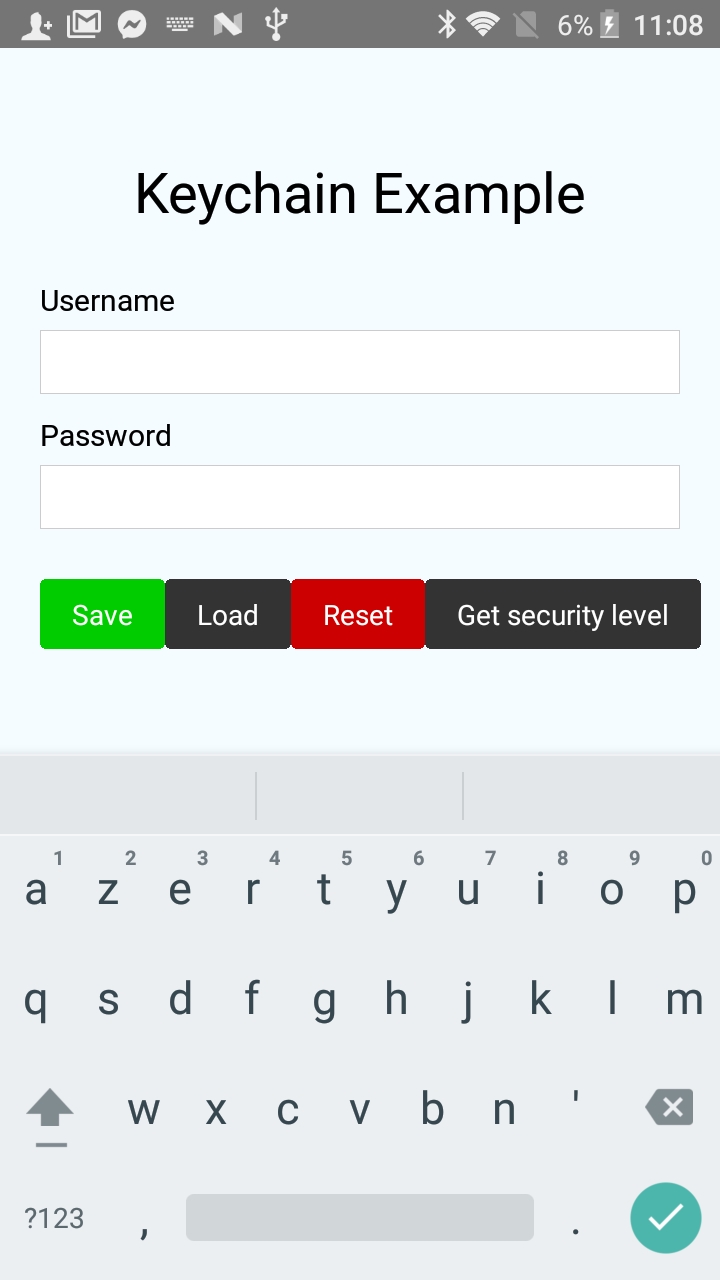 6% 11:08
Keychain Example
Username
Password
Save Load Reset Get security level
1 2 3 4 5 6 7 8 9 0
a z e r t y u i o p
q s d f g h j k l m
w x c v b n '
?123 , .